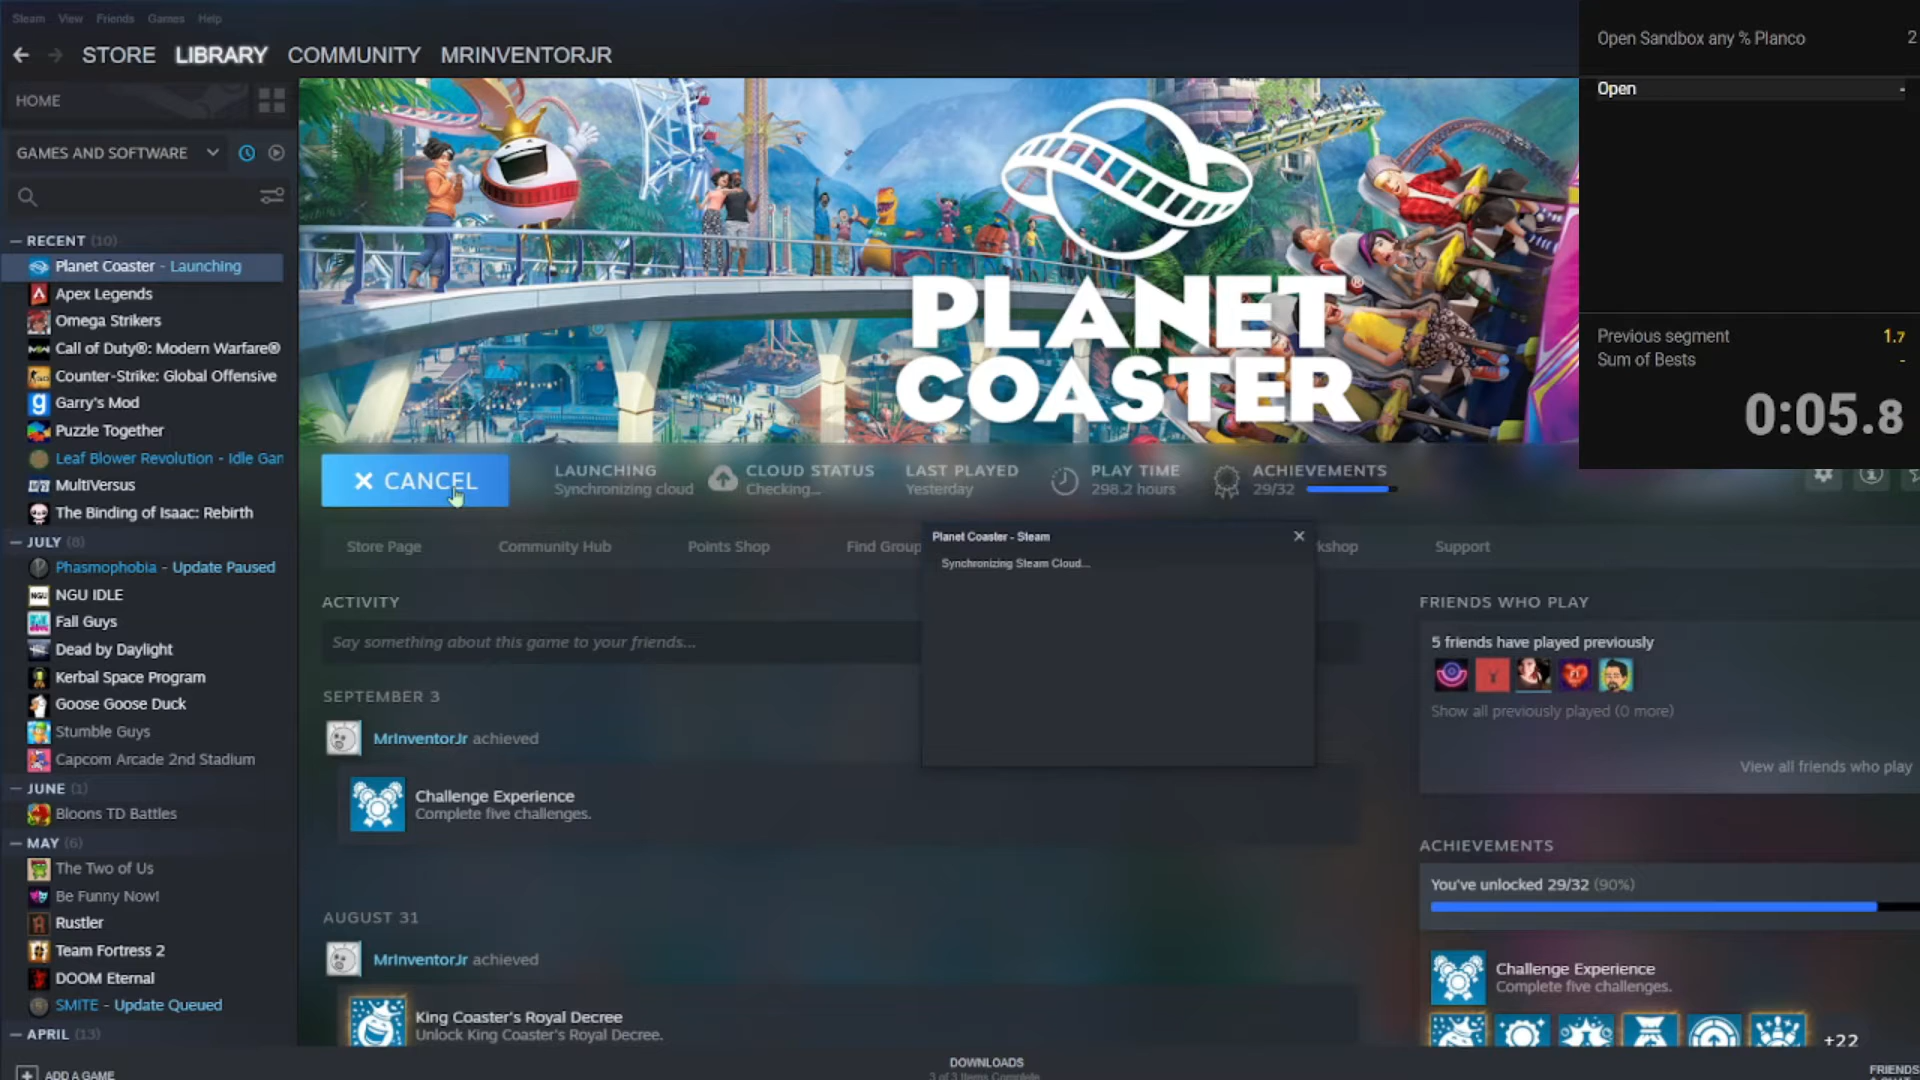 Steam View Friends Games Help
STORE LIBRARY COMMUNITY MRINVENTORJR
HOME
GAMES AND SOFTWARE
— RECENT (10)
Planet Coaster - Launching
Apex Legends
Omega Strikers
Call of Duty®: Modern Warfare®
Counter-Strike: Global Offensive
Garry's Mod
Puzzle Together
Leaf Blower Revolution - Idle Gan
MultiVersus
The Binding of Isaac: Rebirth
— JULY (8)
Phasmophobia - Update Paused
NGU IDLE
Fall Guys
Dead by Daylight
Kerbal Space Program
Goose Goose Duck
Stumble Guys
Capcom Arcade 2nd Stadium
— JUNE (1)
Bloons TD Battles
— MAY (6)
The Two of Us
Be Funny Now!
Rustler
Team Fortress 2
DOOM Eternal
SMITE - Update Queued
— APRIL (13)
ADD A GAME
PLANET®
COASTER
X CANCEL
LAUNCHING
Synchronizing cloud
CLOUD STATUS
Checking...
LAST PLAYED
Yesterday
PLAY TIME
298.2 hours
ACHIEVEMENTS
29/32
Store Page Community Hub Points Shop Find Group kshop Support
Planet Coaster - Steam
Synchronizing Steam Cloud...
ACTIVITY
Say something about this game to your friends...
SEPTEMBER 3
MrInventorJr achieved
Challenge Experience
Complete five challenges.
AUGUST 31
MrInventorJr achieved
King Coaster's Royal Decree
Unlock King Coaster's Royal Decree.
FRIENDS WHO PLAY
5 friends have played previously
Show all previously played (0 more)
View all friends who play
ACHIEVEMENTS
You've unlocked 29/32 (90%)
Challenge Experience
Complete five challenges.
+22
DOWNLOADS
3 of 3 Items Complete
FRIENDS
Open Sandbox any % Planco 2
Open -
Previous segment 1.7
Sum of Bests -
0:05.8